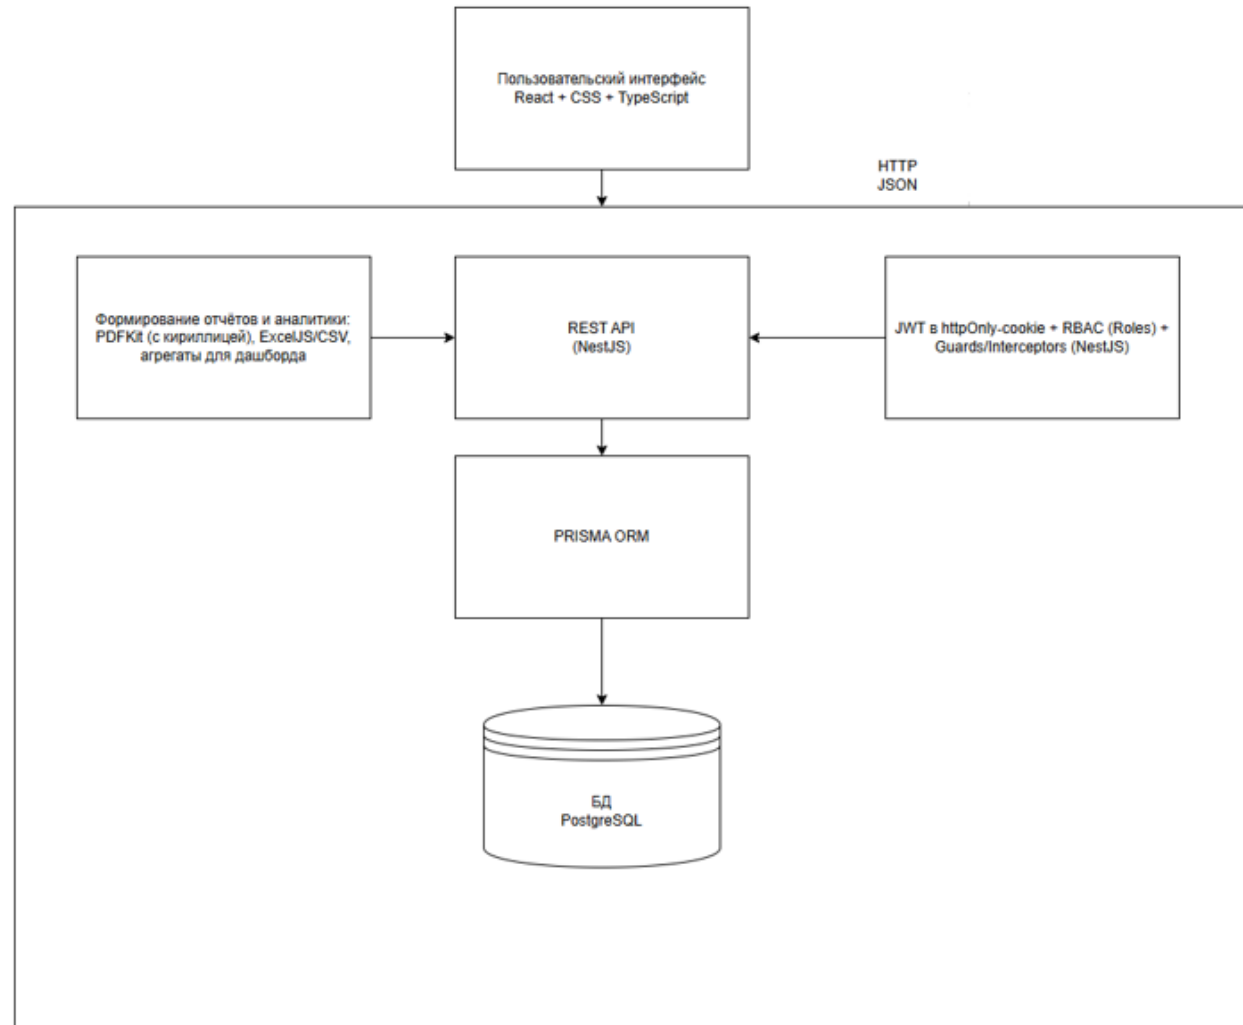 Пользовательский интерфейс
React + CSS + TypeScript
HTTP
JSON
Формирование отчётов и аналитики:
PDFKit (с кириллицей), ExcelJS/CSV,
агрегаты для дашборда
REST API
(NestJS)
JWT в httpOnly-cookie + RBAC (Roles) +
Guards/Interceptors (NestJS)
PRISMA ORM
БД
PostgreSQL